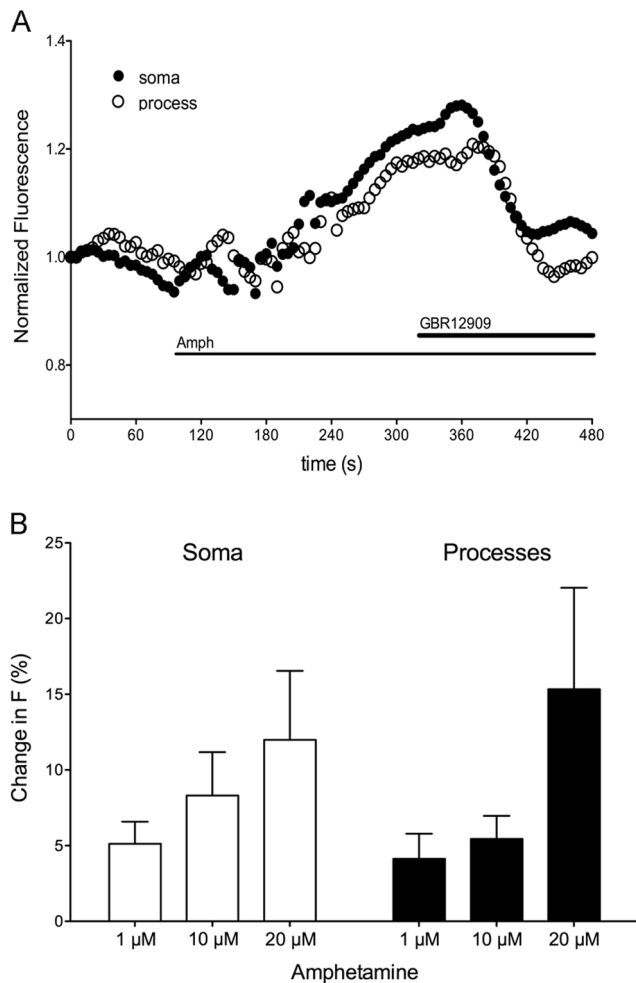 A
1.4
1.2
1.0
0.8
Normalized Fluorescence
soma
process
GBR12909
Amph
0 60 120 180 240 300 360 420 480
time (s)
B
25
20
15
10
5
0
Change in F (%)
Soma Processes
1 µM 10 µM 20 µM 1 µM 10 µM 20 µM
Amphetamine